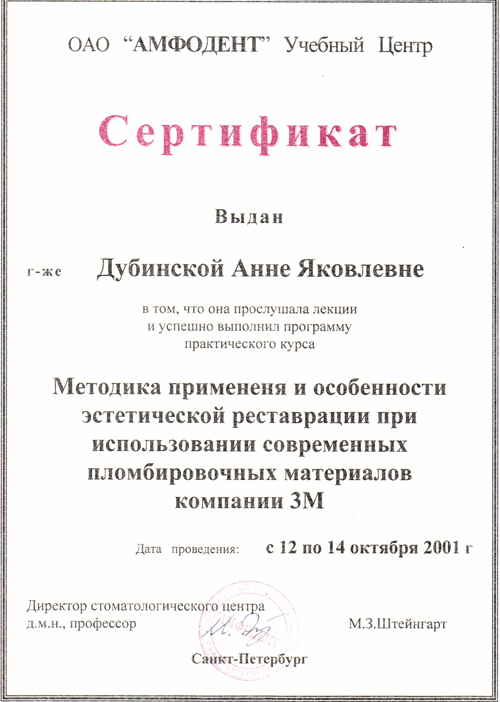 ОАО “АМФОДЕНТ” Учебный Центр
Сертификат
Выдан
г-же Дубинской Анне Яковлевне
в том, что она прослушала лекции
и успешно выполнил программу
практического курса
Методика примененя и особенности
эстетической реставрации при
использовании современных
пломбировочных материалов
компании 3М
Дата проведения: с 12 по 14 октября 2001 г
Директор стоматологического центра
д.м.н., профессор М.З.Штейнгарт
Санкт-Петербург